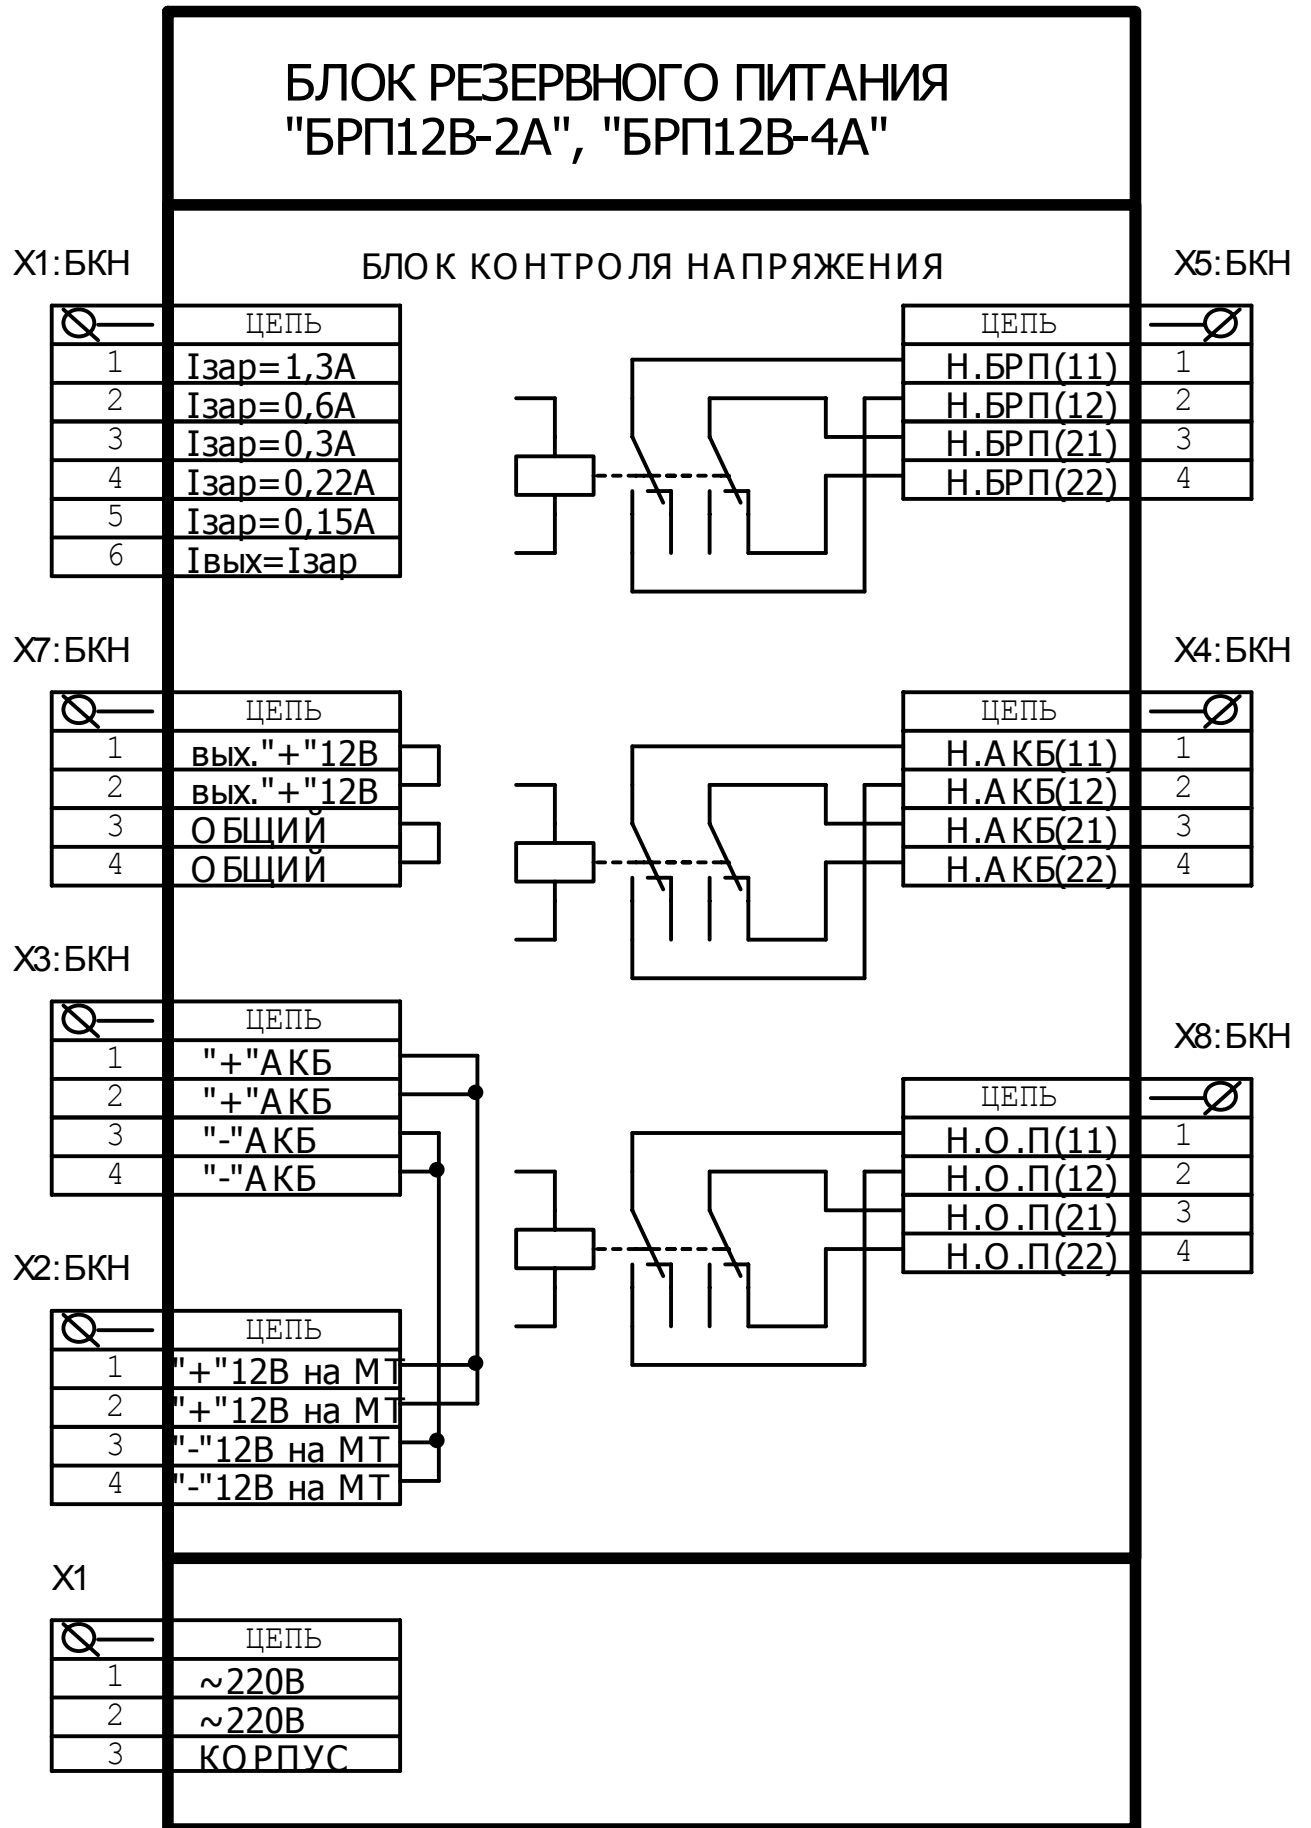 БЛОК РЕЗЕРВНОГО ПИТАНИЯ
"БРП12В-2А", "БРП12В-4А"
БЛОК КОНТРОЛЯ НАПРЯЖЕНИЯ
X1:БКН
ЦЕПЬ
1 Iзар=1,3А
2 Iзар=0,6А
3 Iзар=0,3А
4 Iзар=0,22А
5 Iзар=0,15А
6 Iвых=Iзар
X7:БКН
ЦЕПЬ
1 вых."+"12В
2 вых."+"12В
3 ОБЩИЙ
4 ОБЩИЙ
X3:БКН
ЦЕПЬ
1 "+"АКБ
2 "+"АКБ
3 "-"АКБ
4 "-"АКБ
X2:БКН
ЦЕПЬ
1 "+"12В на МТ
2 "+"12В на МТ
3 "-"12В на МТ
4 "-"12В на МТ
X1
ЦЕПЬ
1 ~220В
2 ~220В
3 КОРПУС
X5:БКН
ЦЕПЬ
Н.БРП(11) 1
Н.БРП(12) 2
Н.БРП(21) 3
Н.БРП(22) 4
X4:БКН
ЦЕПЬ
Н.АКБ(11) 1
Н.АКБ(12) 2
Н.АКБ(21) 3
Н.АКБ(22) 4
X8:БКН
ЦЕПЬ
Н.О.П(11) 1
Н.О.П(12) 2
Н.О.П(21) 3
Н.О.П(22) 4